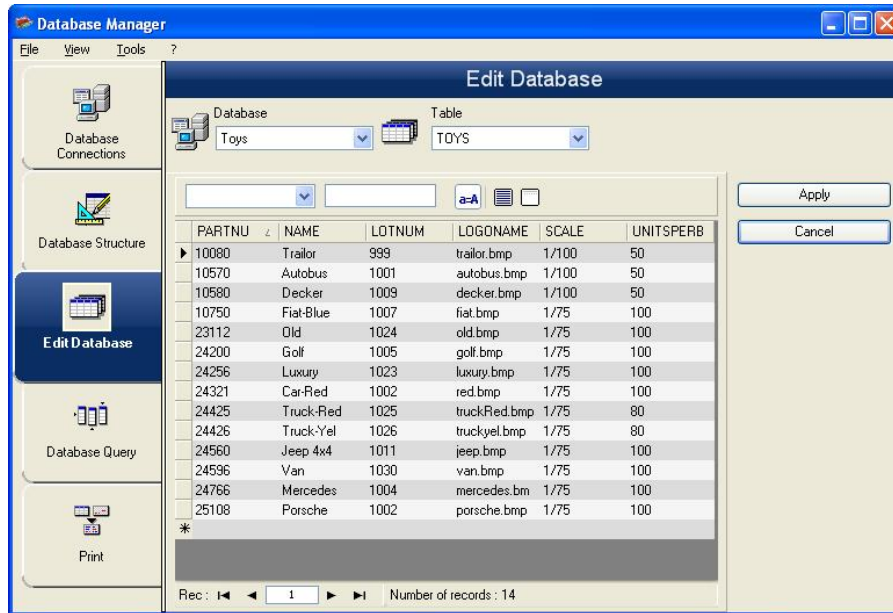 Database Manager
File View Tools ?
Edit Database
Database Connections
Database Structure
Edit Database
Database Query
Print
Database
Toys
Table
TOYS
a=A
Apply
Cancel
PARTNU NAME LOTNUM LOGONAME SCALE UNITSPERB
10080 Trailor 999 trailor.bmp 1/100 50
10570 Autobus 1001 autobus.bmp 1/100 50
10580 Decker 1009 decker.bmp 1/100 50
10750 Fiat-Blue 1007 fiat.bmp 1/75 100
23112 Old 1024 old.bmp 1/75 100
24200 Golf 1005 golf.bmp 1/75 100
24256 Luxury 1023 luxury.bmp 1/75 100
24321 Car-Red 1002 red.bmp 1/75 100
24425 Truck-Red 1025 truckRed.bmp 1/75 80
24426 Truck-Yel 1026 truckyel.bmp 1/75 80
24560 Jeep 4x4 1011 jeep.bmp 1/75 100
24596 Van 1030 van.bmp 1/75 100
24766 Mercedes 1004 mercedes.bm 1/75 100
25108 Porsche 1002 porsche.bmp 1/75 100
Rec : 1 Number of records : 14